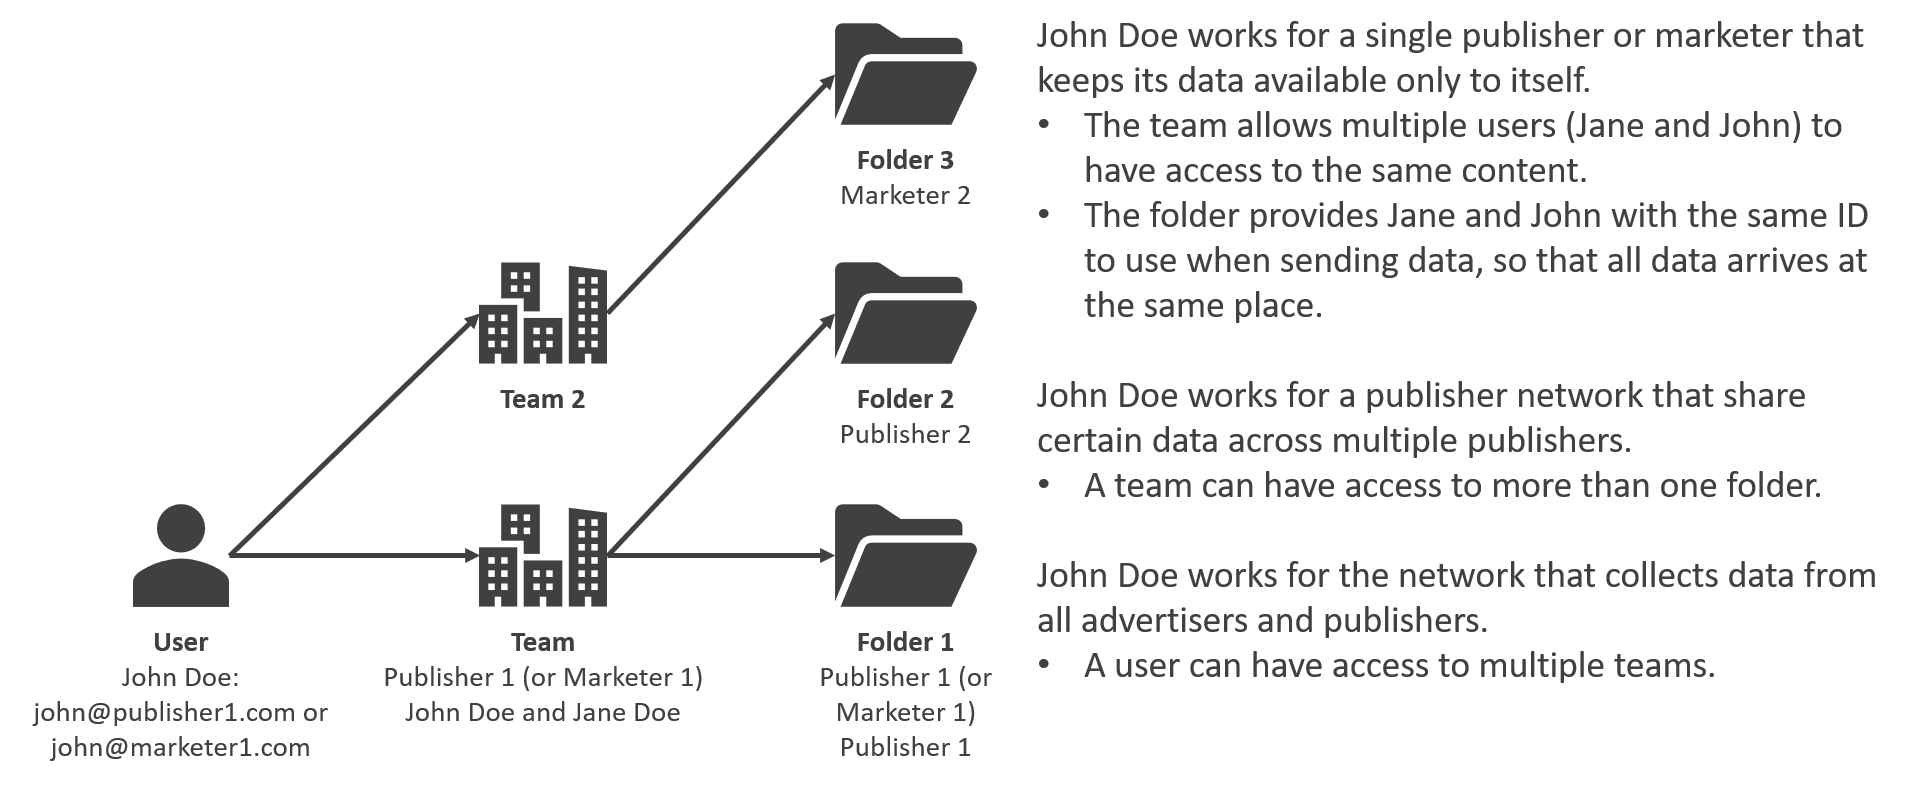 Folder 3
Marketer 2
Team 2
Folder 2
Publisher 2
User
John Doe:
john@publisher1.com or
john@marketer1.com
Team
Publisher 1 (or Marketer 1)
John Doe and Jane Doe
Folder 1
Publisher 1 (or
Marketer 1)
Publisher 1
John Doe works for a single publisher or marketer that
keeps its data available only to itself.
• The team allows multiple users (Jane and John) to
have access to the same content.
• The folder provides Jane and John with the same ID
to use when sending data, so that all data arrives at
the same place.
John Doe works for a publisher network that share
certain data across multiple publishers.
• A team can have access to more than one folder.
John Doe works for the network that collects data from
all advertisers and publishers.
• A user can have access to multiple teams.